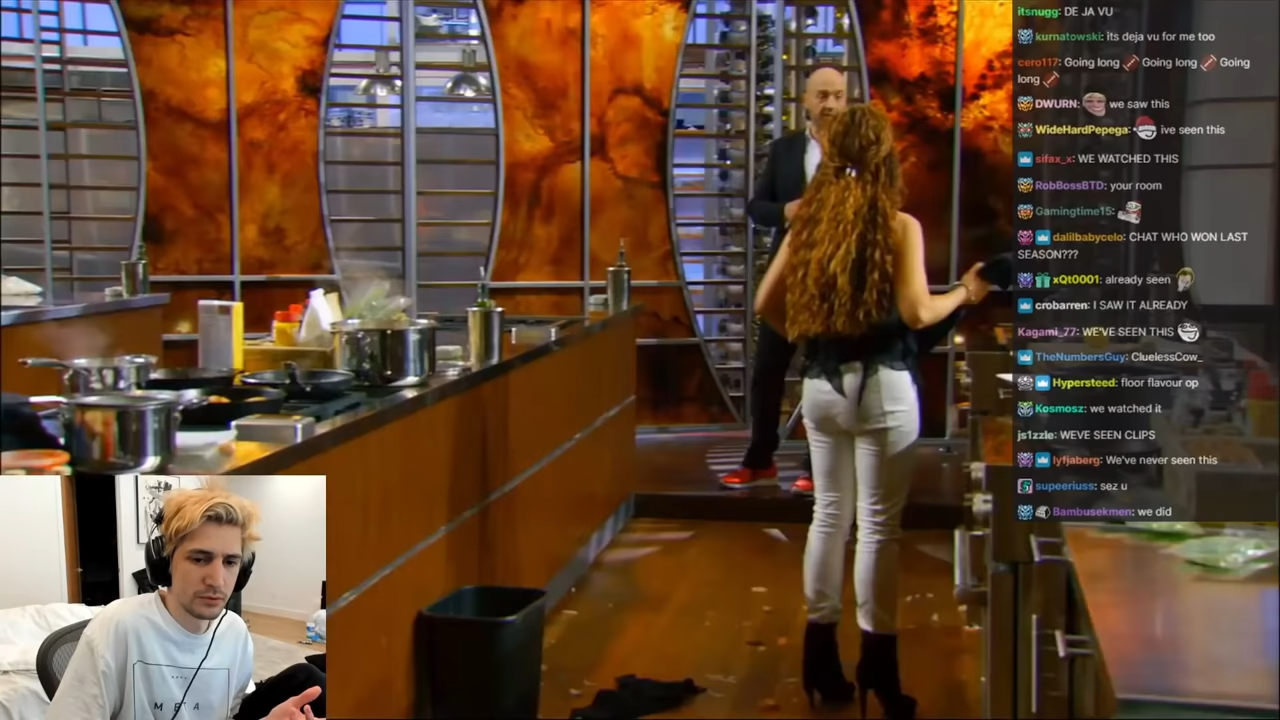 itsnugg: DE JA VU
kurnatowski: its deja vu for me too
cero117: Going long Going long Going
long
DWURN: we saw this
WideHardPepega: ive seen this
sifax_x: WE WATCHED THIS
RobBossBTD: your room
Gamingtime15:
dalilbabycelo: CHAT WHO WON LAST
SEASON???
xQt0001: already seen
crobarren: I SAW IT ALREADY
Kagami_77: WE'VE SEEN THIS
TheNumbersGuy: CluelessCow_
Hypersteed: floor flavour op
Kosmosz: we watched it
js1zzle: WEVE SEEN CLIPS
lyfjaberg: We've never seen this
supeeriuss: sez u
Bambusekmen: we did
META